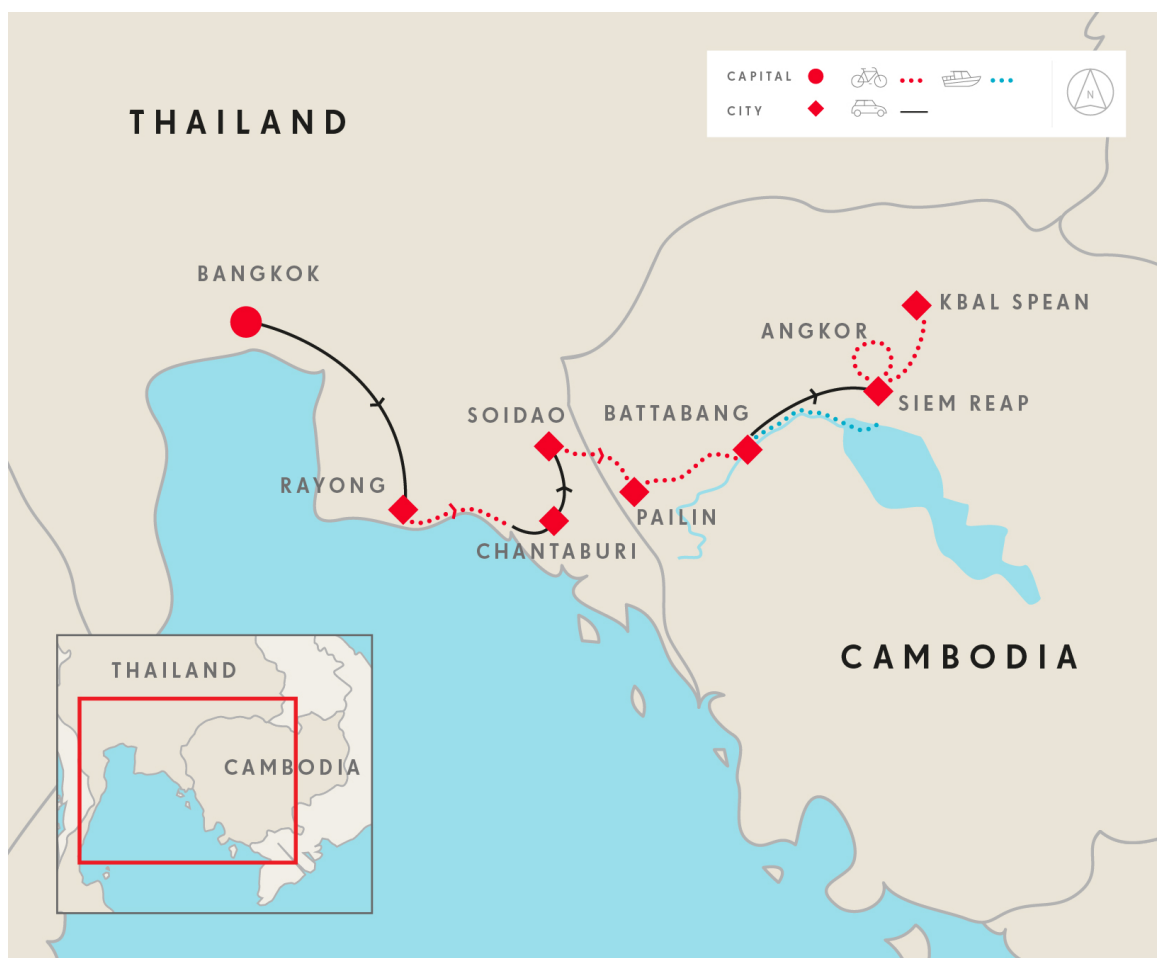 CAPITAL
CITY
N
THAILAND
BANGKOK
KBAL SPEAN
ANGKOR
SIEM REAP
SOIDAO
BATTABANG
RAYONG
PAILIN
CHANTABURI
CAMBODIA
THAILAND
CAMBODIA